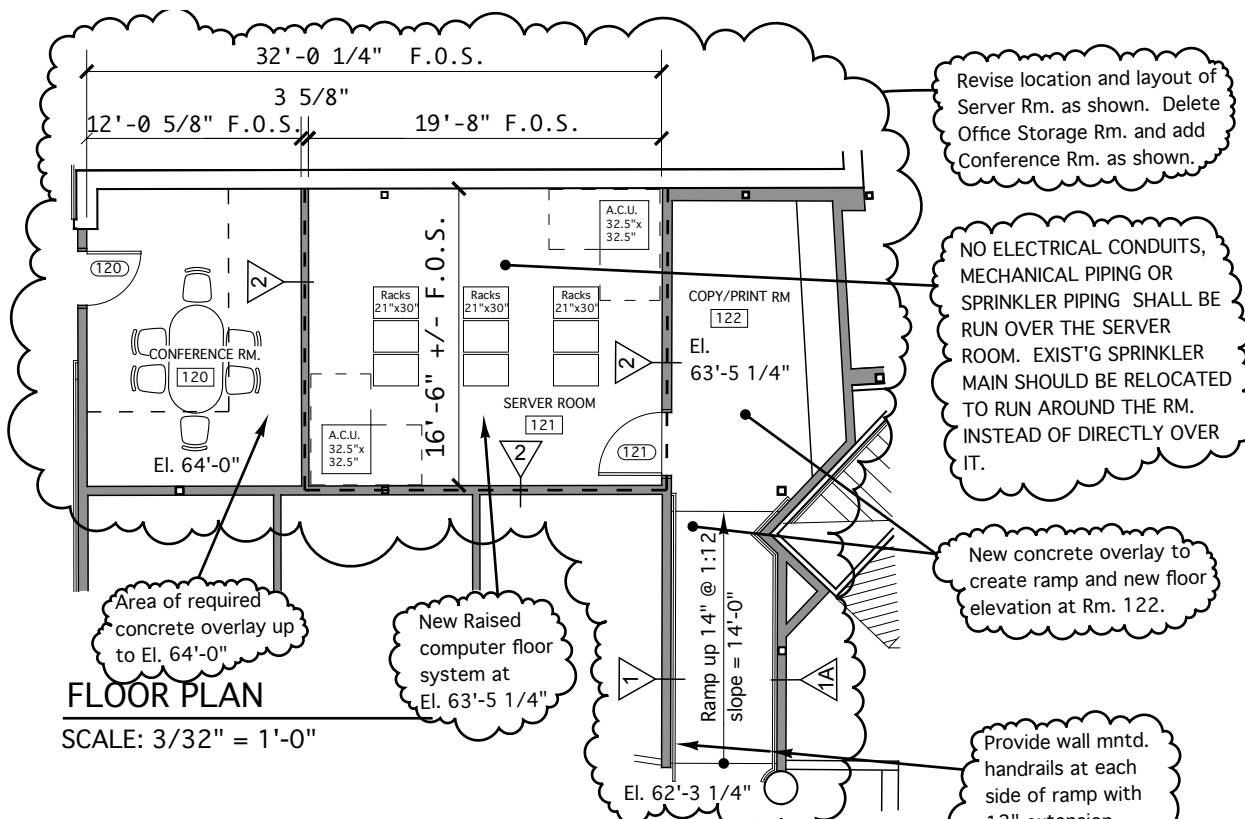 32'-0 1/4" F.O.S.
3 5/8"
12'-0 5/8" F.O.S.
19'-8" F.O.S.
Revise location and layout of
Server Rm. as shown. Delete
Office Storage Rm. and add
Conference Rm. as shown.
A.C.U.
32.5"x
32.5"
NO ELECTRICAL CONDUITS,
MECHANICAL PIPING OR
SPRINKLER PIPING SHALL BE
RUN OVER THE SERVER
ROOM. EXIST'G SPRINKLER
MAIN SHOULD BE RELOCATED
TO RUN AROUND THE RM.
INSTEAD OF DIRECTLY OVER
IT.
120
2
16'-6" +/- F.O.S.
Racks
21"x30"
Racks
21"x30"
Racks
21"x30"
COPY/PRINT RM
122
El.
63'-5 1/4"
CONFERENCE RM.
120
2
SERVER ROOM
121
A.C.U.
32.5"x
32.5"
2
121
El. 64'-0"
New concrete overlay to
create ramp and new floor
elevation at Rm. 122.
Area of required
concrete overlay up
to El. 64'-0"
New Raised
computer floor
system at
El. 63'-5 1/4"
Ramp up 14" @ 1:12
slope = 14'-0"
1
1A
FLOOR PLAN
SCALE: 3/32" = 1'-0"
Provide wall mntd.
handrails at each
side of ramp with
12" extension
El. 62'-3 1/4"